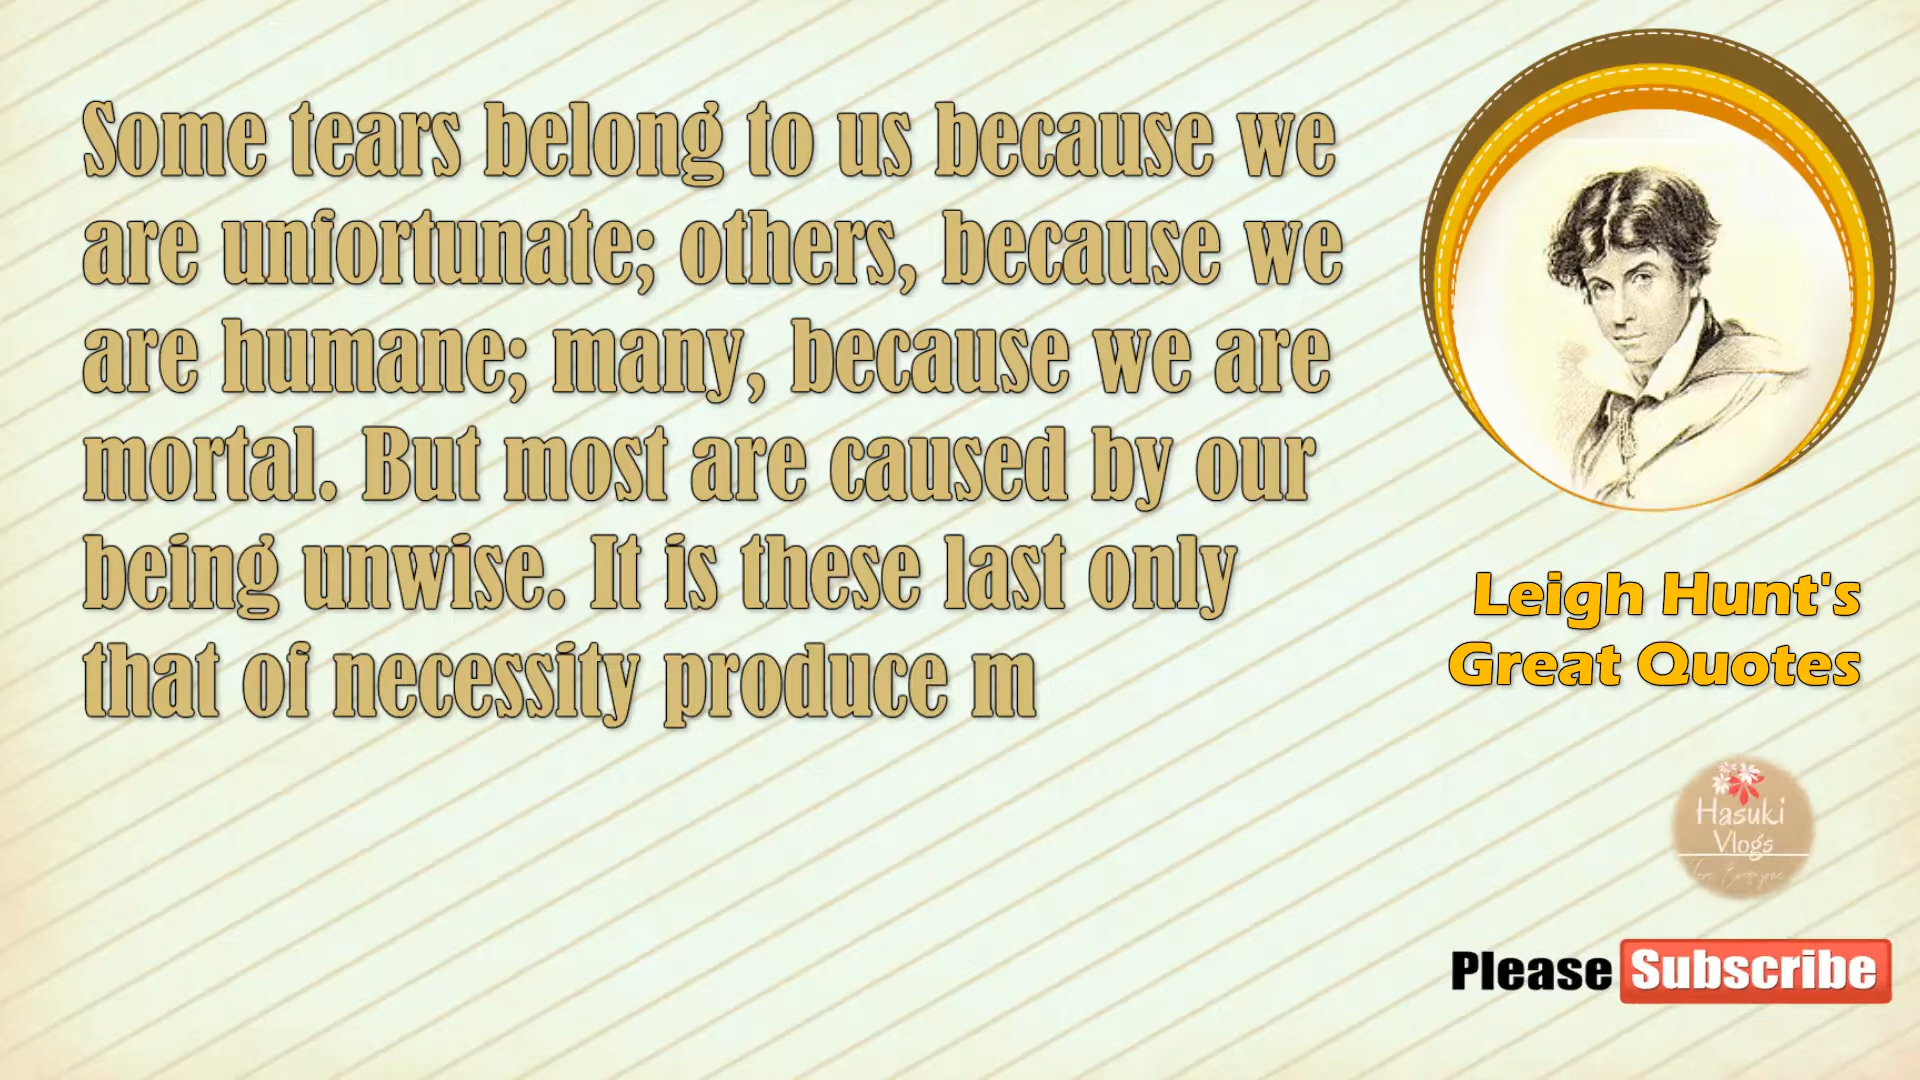 Some tears belong to us because we
are unfortunate; others, because we
are humane; many, because we are
mortal. But most are caused by our
being unwise. It is these last only
that of necessity produce m
Leigh Hunt's
Great Quotes
Hasuki
Vlogs
Please Subscribe